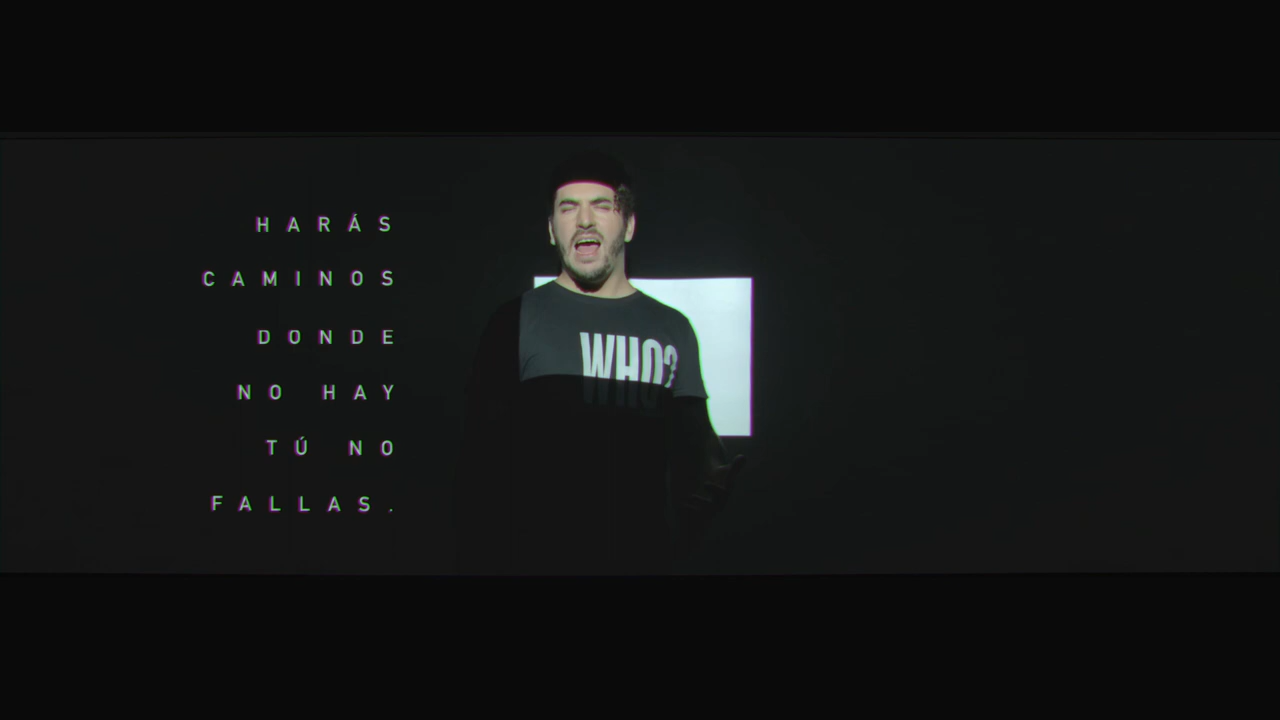 HARÁS
CAMINOS
DONDE
NO HAY
TÚ NO
FALLAS.
WHO?